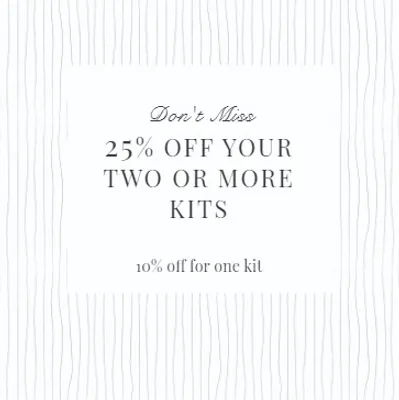 Don't Miss
25% OFF YOUR
TWO OR MORE
KITS
10% off for one kit